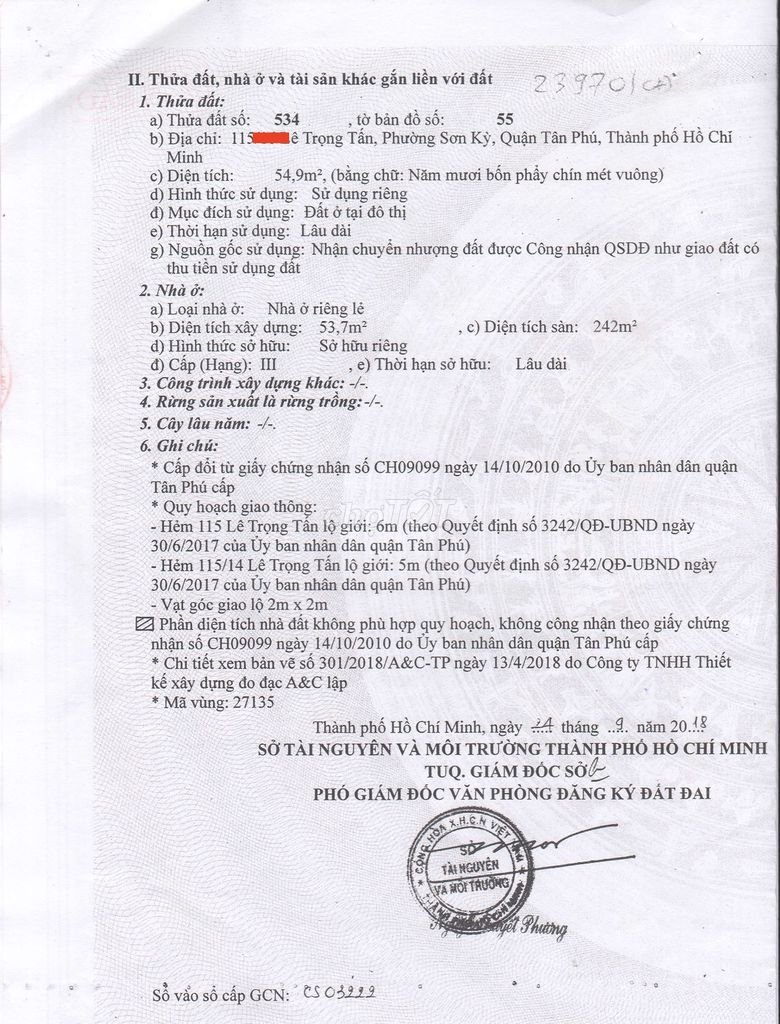 II. Thửa đất, nhà ở và tài sản khác gắn liền với đất
23970
1. Thửa đất:
a) Thửa đất số: 534 , tờ bản đồ số: 55
b) Địa chỉ: 115 ê Trọng Tấn, Phường Sơn Kỳ, Quận Tân Phú, Thành phố Hồ Chí
Minh
c) Diện tích: 54,9m², (bằng chữ: Năm mươi bốn phẩy chín mét vuông)
d) Hình thức sử dụng: Sử dụng riêng
đ) Mục đích sử dụng: Đất ở tại đô thị
e) Thời hạn sử dụng: Lâu dài
g) Nguồn gốc sử dụng: Nhận chuyển nhượng đất được Công nhận QSDĐ như giao đất có
thu tiền sử dụng đất
2. Nhà ở:
a) Loại nhà ở: Nhà ở riêng lẻ
b) Diện tích xây dựng: 53,7m² , c) Diện tích sàn: 242m²
d) Hình thức sở hữu: Sở hữu riêng
đ) Cấp (Hạng): III , e) Thời hạn sở hữu: Lâu dài
3. Công trình xây dựng khác: -/-.
4. Rừng sản xuất là rừng trồng: -/-.
5. Cây lâu năm: -/-.
6. Ghi chú:
* Cấp đổi từ giấy chứng nhận số CH09099 ngày 14/10/2010 do Ủy ban nhân dân quận
Tân Phú cấp
* Quy hoạch giao thông:
- Hẻm 115 Lê Trọng Tấn lộ giới: 6m (theo Quyết định số 3242/QĐ-UBND ngày
30/6/2017 của Ủy ban nhân dân quận Tân Phú)
- Hẻm 115/14 Lê Trọng Tấn lộ giới: 5m (theo Quyết định số 3242/QĐ-UBND ngày
30/6/2017 của Ủy ban nhân dân quận Tân Phú)
- Vạt góc giao lộ 2m x 2m
Phần diện tích nhà đất không phù hợp quy hoạch, không công nhận theo giấy chứng
nhận số CH09099 ngày 14/10/2010 do Ủy ban nhân dân quận Tân Phú cấp
* Chi tiết xem bản vẽ số 301/2018/A&C-TP ngày 13/4/2018 do Công ty TNHH Thiết
kế xây dựng đo đạc A&C lập
* Mã vùng: 27135
Thành phố Hồ Chí Minh, ngày tháng 9 năm 2018
SỞ TÀI NGUYÊN VÀ MÔI TRƯỜNG THÀNH PHỐ HỒ CHÍ MINH
TUQ. GIÁM ĐỐC SỞ
PHÓ GIÁM ĐỐC VĂN PHÒNG ĐĂNG KÝ ĐẤT ĐAI
CỘNG HÒA X.H.C.N VIỆT NAM
SỞ
TÀI NGUYÊN
VÀ MÔI TRƯỜNG
THÀNH PHỐ HỒ CHÍ MINH
Phương
Số vào sổ cấp GCN: CS03222